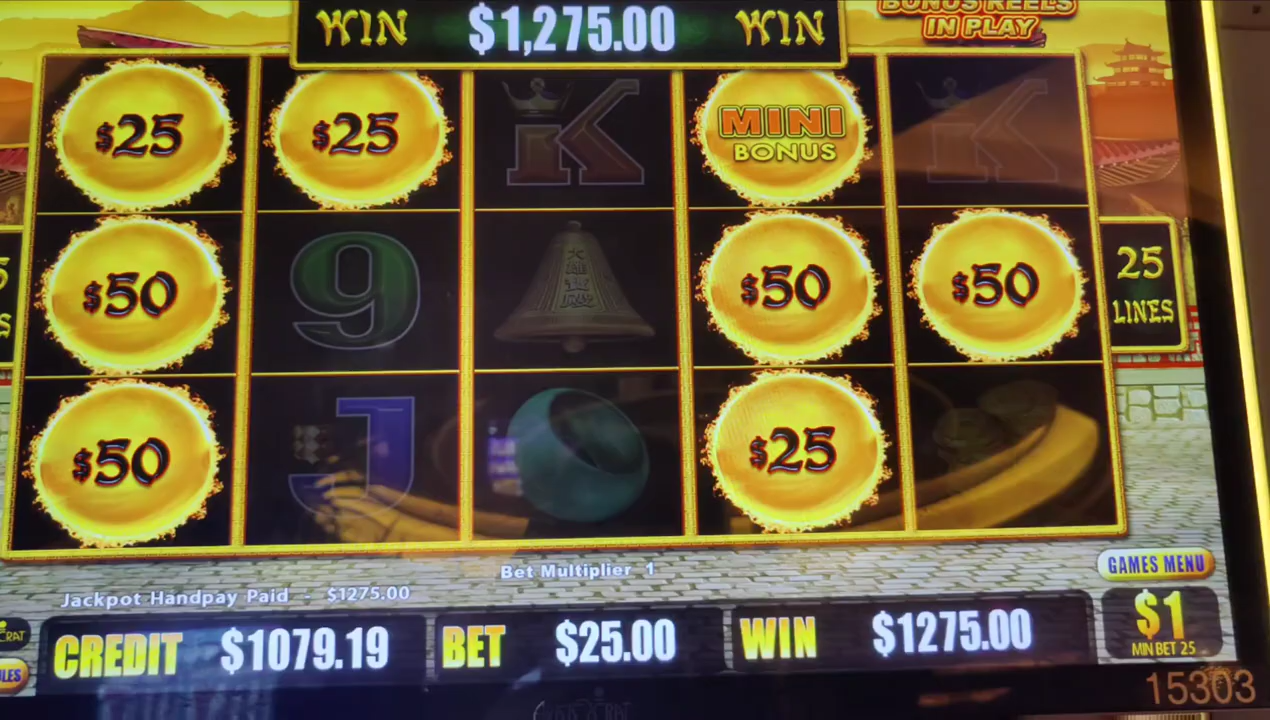 WIN $1,275.00 WIN
BONUS REELS
IN PLAY
$25 $25 K MINI K
BONUS
$50 9 $50 $50
25
LINES
$50 J $25
Bet Multiplier 1
GAMES MENU
Jackpot Handpay Paid - $1275.00
CREDIT $1079.19 BET $25.00 WIN $1275.00
$1
MIN BET 25
15303